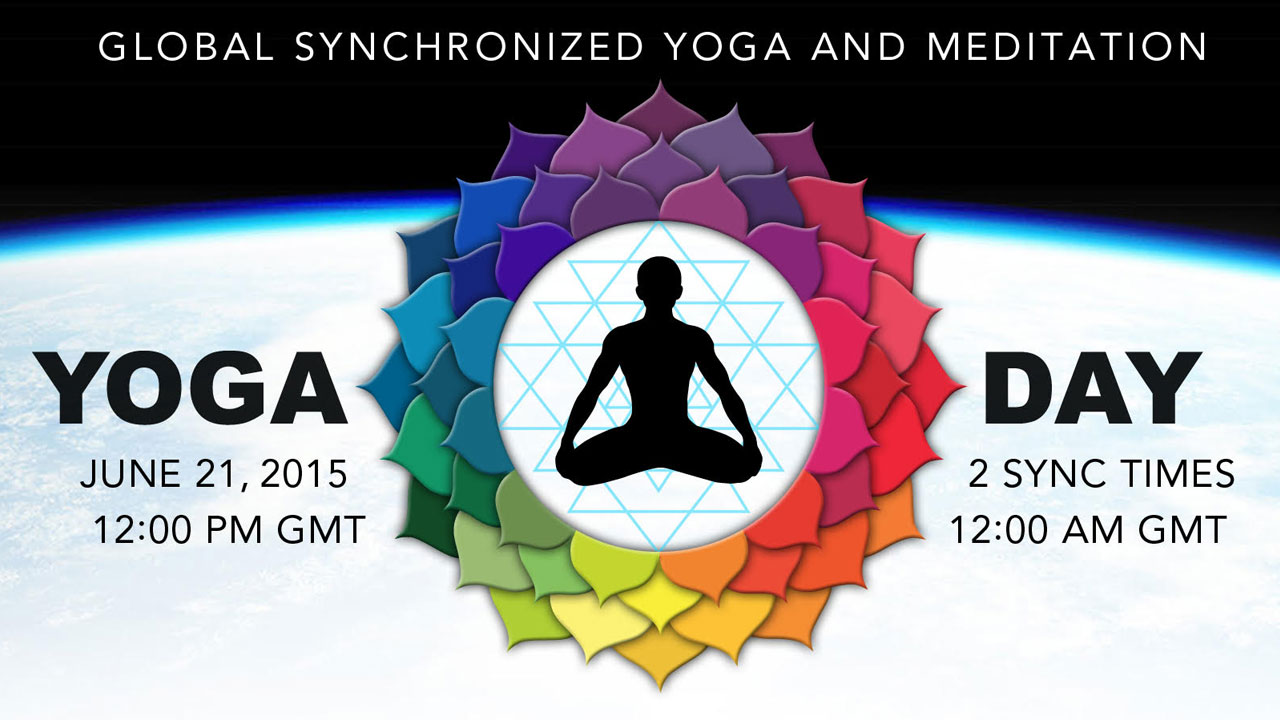 GLOBAL SYNCHRONIZED YOGA AND MEDITATION
YOGA DAY
JUNE 21, 2015
12:00 PM GMT
2 SYNC TIMES
12:00 AM GMT